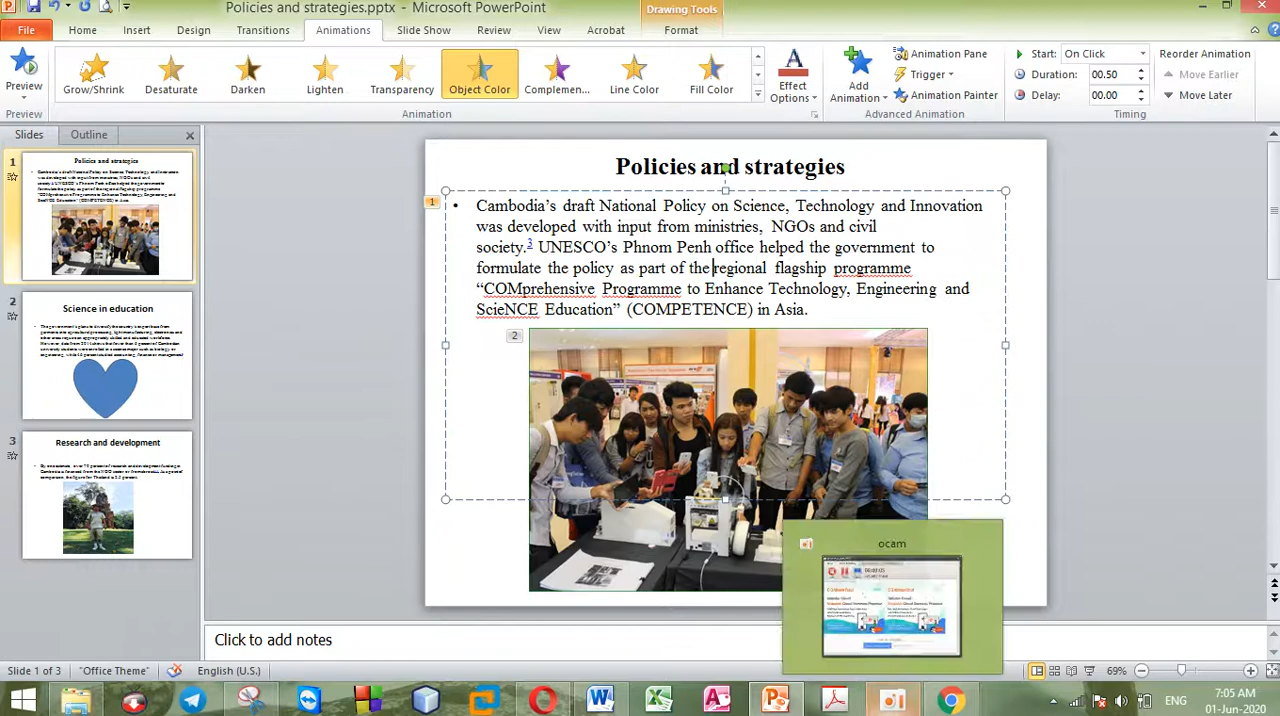 Policies and strategies.pptx - Microsoft PowerPoint
Drawing Tools
File Home Insert Design Transitions Animations Slide Show Review View Acrobat Format
Preview
Grow/Shrink Desaturate Darken Lighten Transparency Object Color Complemen... Line Color Fill Color
Effect Options
Add Animation
Animation Pane
Trigger
Animation Painter
Start: On Click
Duration: 00.50
Delay: 00.00
Reorder Animation
Move Earlier
Move Later
Preview Animation Advanced Animation Timing
Slides Outline
1
Policies and strategies
2
Science in education
3
Research and development
Policies and strategies
1
• Cambodia’s draft National Policy on Science, Technology and Innovation
was developed with input from ministries, NGOs and civil
society.3 UNESCO’s Phnom Penh office helped the government to
formulate the policy as part of the regional flagship programme
“COMprehensive Programme to Enhance Technology, Engineering and
ScieNCE Education” (COMPETENCE) in Asia.
2
ocam
Click to add notes
Slide 1 of 3 "Office Theme" English (U.S.) 69%
ENG
7:05 AM
01-Jun-2020